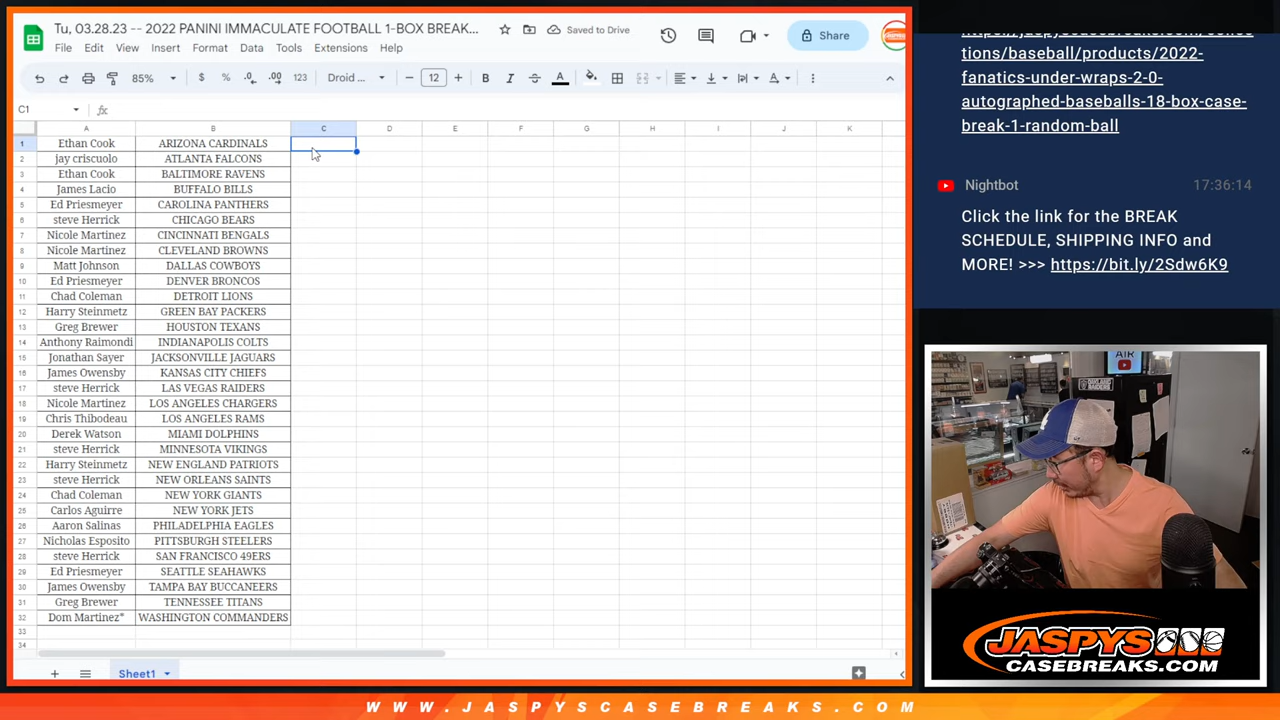 Tu, 03.28.23 -- 2022 PANINI IMMACULATE FOOTBALL 1-BOX BREAK...
Saved to Drive
Share
File Edit View Insert Format Data Tools Extensions Help
85% $ % .0 .00 123 Droid ... 12 B I A
C1 fx
A B C D E F G H I J K
1 Ethan Cook ARIZONA CARDINALS
2 jay criscuolo ATLANTA FALCONS
3 Ethan Cook BALTIMORE RAVENS
4 James Lacio BUFFALO BILLS
5 Ed Priesmeyer CAROLINA PANTHERS
6 steve Herrick CHICAGO BEARS
7 Nicole Martinez CINCINNATI BENGALS
8 Nicole Martinez CLEVELAND BROWNS
9 Matt Johnson DALLAS COWBOYS
10 Ed Priesmeyer DENVER BRONCOS
11 Chad Coleman DETROIT LIONS
12 Harry Steinmetz GREEN BAY PACKERS
13 Greg Brewer HOUSTON TEXANS
14 Anthony Raimondi INDIANAPOLIS COLTS
15 Jonathan Sayer JACKSONVILLE JAGUARS
16 James Owensby KANSAS CITY CHIEFS
17 steve Herrick LAS VEGAS RAIDERS
18 Nicole Martinez LOS ANGELES CHARGERS
19 Chris Thibodeau LOS ANGELES RAMS
20 Derek Watson MIAMI DOLPHINS
21 steve Herrick MINNESOTA VIKINGS
22 Harry Steinmetz NEW ENGLAND PATRIOTS
23 steve Herrick NEW ORLEANS SAINTS
24 Chad Coleman NEW YORK GIANTS
25 Carlos Aguirre NEW YORK JETS
26 Aaron Salinas PHILADELPHIA EAGLES
27 Nicholas Esposito PITTSBURGH STEELERS
28 steve Herrick SAN FRANCISCO 49ERS
29 Ed Priesmeyer SEATTLE SEAHAWKS
30 James Owensby TAMPA BAY BUCCANEERS
31 Greg Brewer TENNESSEE TITANS
32 Dom Martinez* WASHINGTON COMMANDERS
33
34
Sheet1
https://jaspyscasebreaks.com/collec
tions/baseball/products/2022-
fanatics-under-wraps-2-0-
autographed-baseballs-18-box-case-
break-1-random-ball
Nightbot 17:36:14
Click the link for the BREAK
SCHEDULE, SHIPPING INFO and
MORE! >>> https://bit.ly/2Sdw6K9
AIR
JASPYS
CASEBREAKS.COM
WWW.JASPYSCASEBREAKS.COM